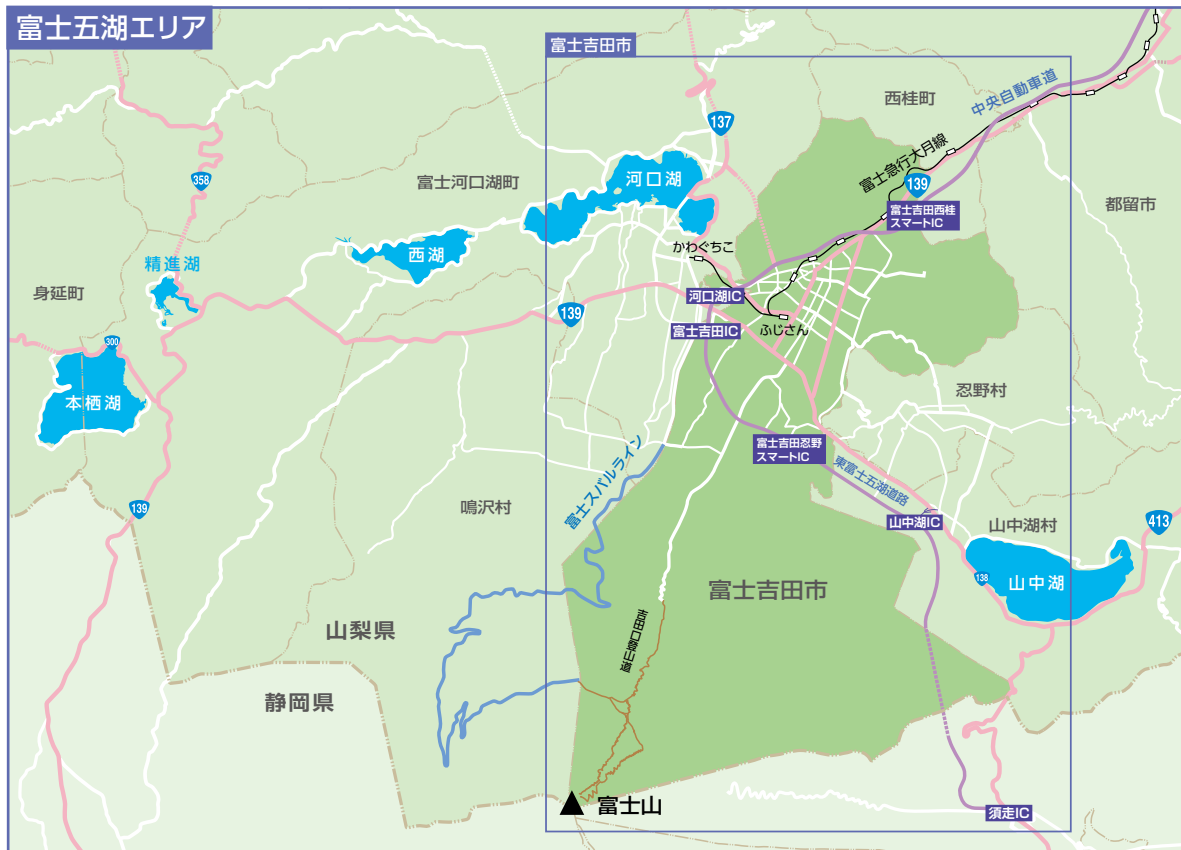 富士五湖エリア
富士吉田市
西桂町
中央自動車道
137
富士急行大月線
139
358
富士河口湖町
河口湖
富士吉田西桂
スマートIC
都留市
西湖
かわぐちこ
精進湖
身延町
河口湖IC
139
富士吉田IC
ふじさん
300
本栖湖
忍野村
富士吉田忍野
スマートIC
富士スバルライン
東富士五湖道路
139
鳴沢村
山中湖IC
山中湖村
413
138
山中湖
富士吉田市
吉田口登山道
山梨県
静岡県
富士山
須走IC